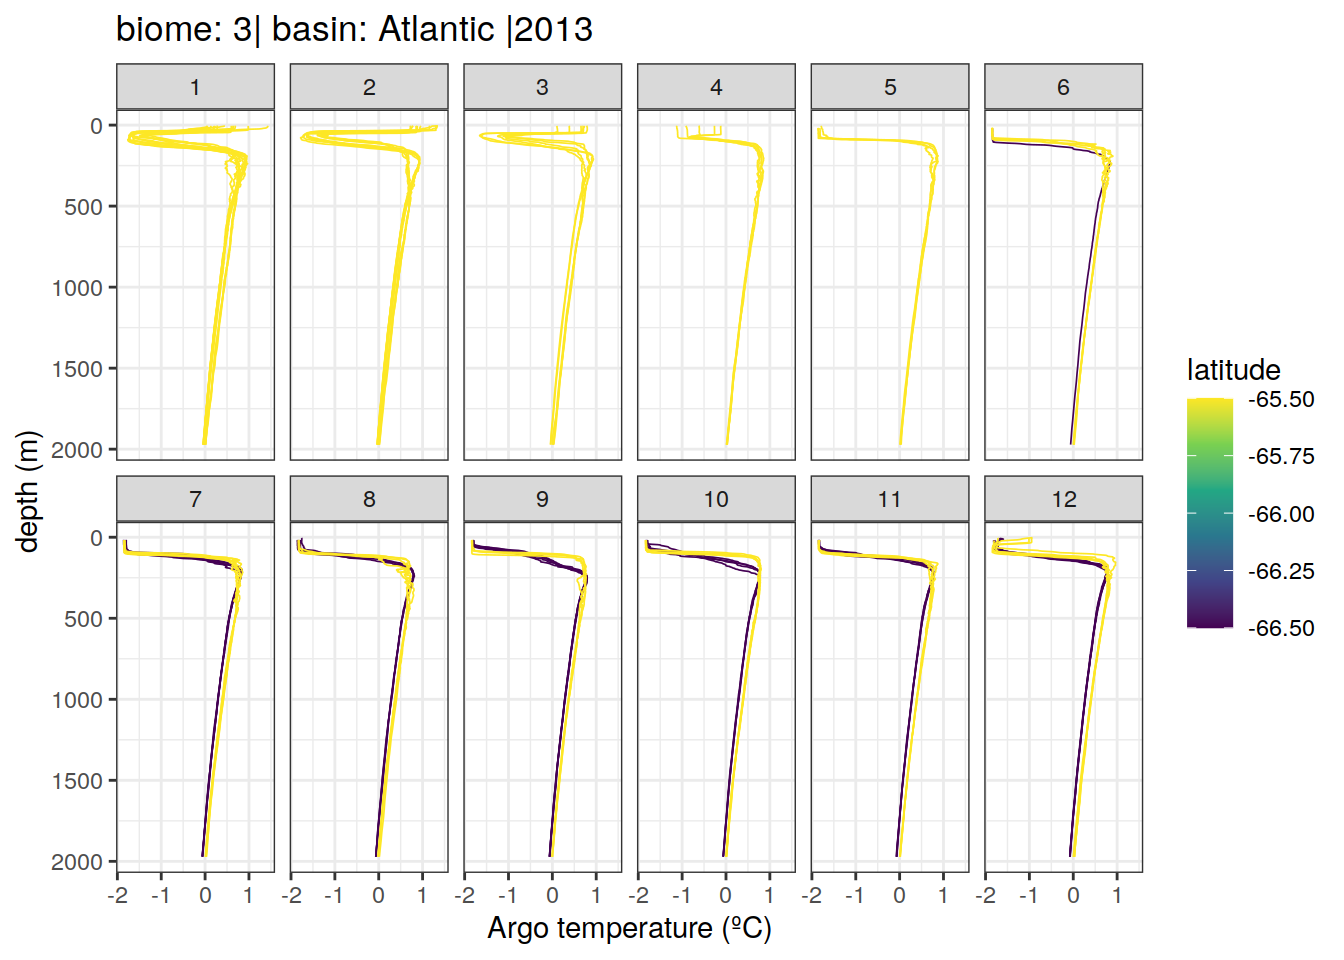 biome: 3| basin: Atlantic |2013
1 2 3 4 5 6
0
500
1000
1500
2000
7 8 9 10 11 12
0
500
1000
1500
2000
-2 -1 0 1 -2 -1 0 1 -2 -1 0 1 -2 -1 0 1 -2 -1 0 1 -2 -1 0 1
Argo temperature (ºC)
depth (m)
latitude
-65.50
-65.75
-66.00
-66.25
-66.50